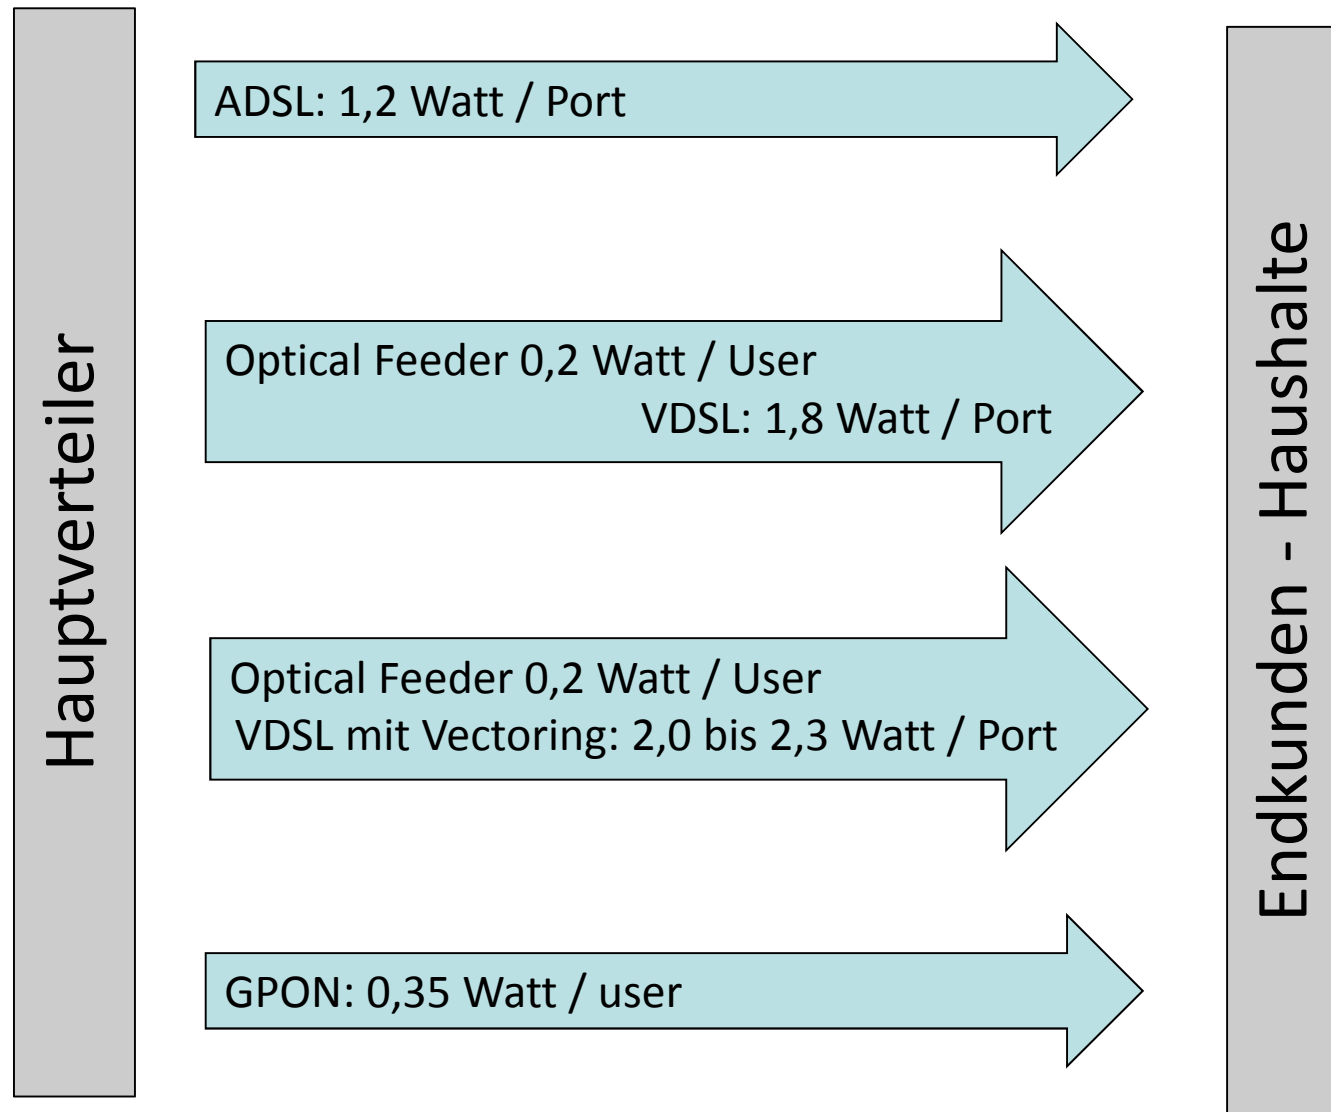 Hauptverteiler
ADSL: 1,2 Watt / Port
Optical Feeder 0,2 Watt / User
VDSL: 1,8 Watt / Port
Optical Feeder 0,2 Watt / User
VDSL mit Vectoring: 2,0 bis 2,3 Watt / Port
GPON: 0,35 Watt / user
Endkunden - Haushalte